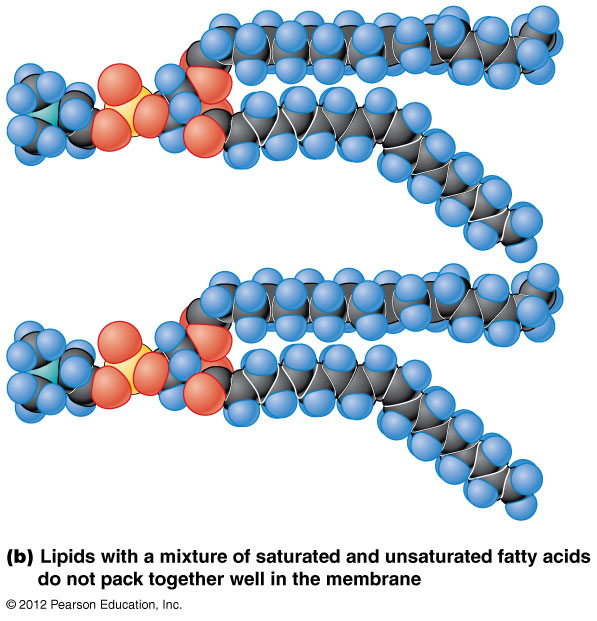 (b) Lipids with a mixture of saturated and unsaturated fatty acids
do not pack together well in the membrane
© 2012 Pearson Education, Inc.